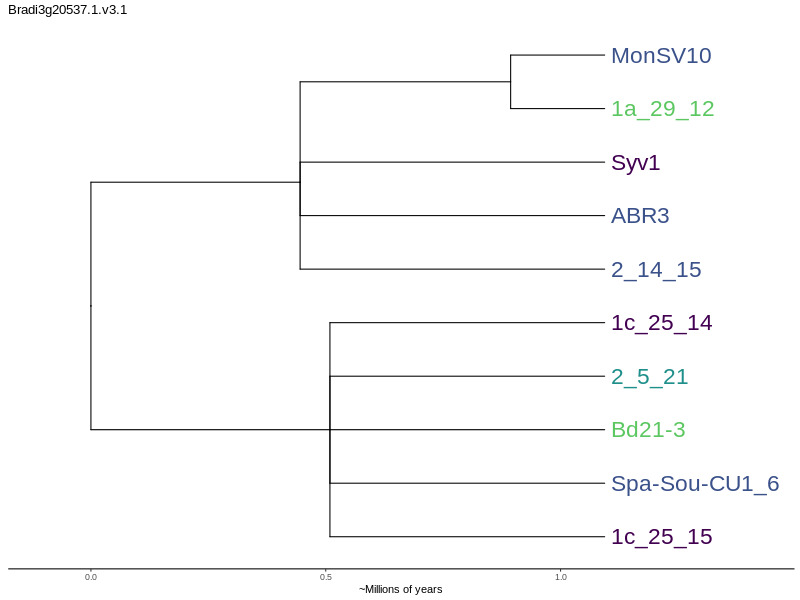 Bradi3g20537.1.v3.1
MonSV10
1a_29_12
Syv1
ABR3
2_14_15
1c_25_14
2_5_21
Bd21-3
Spa-Sou-CU1_6
1c_25_15
0.0 0.5 1.0
~Millions of years